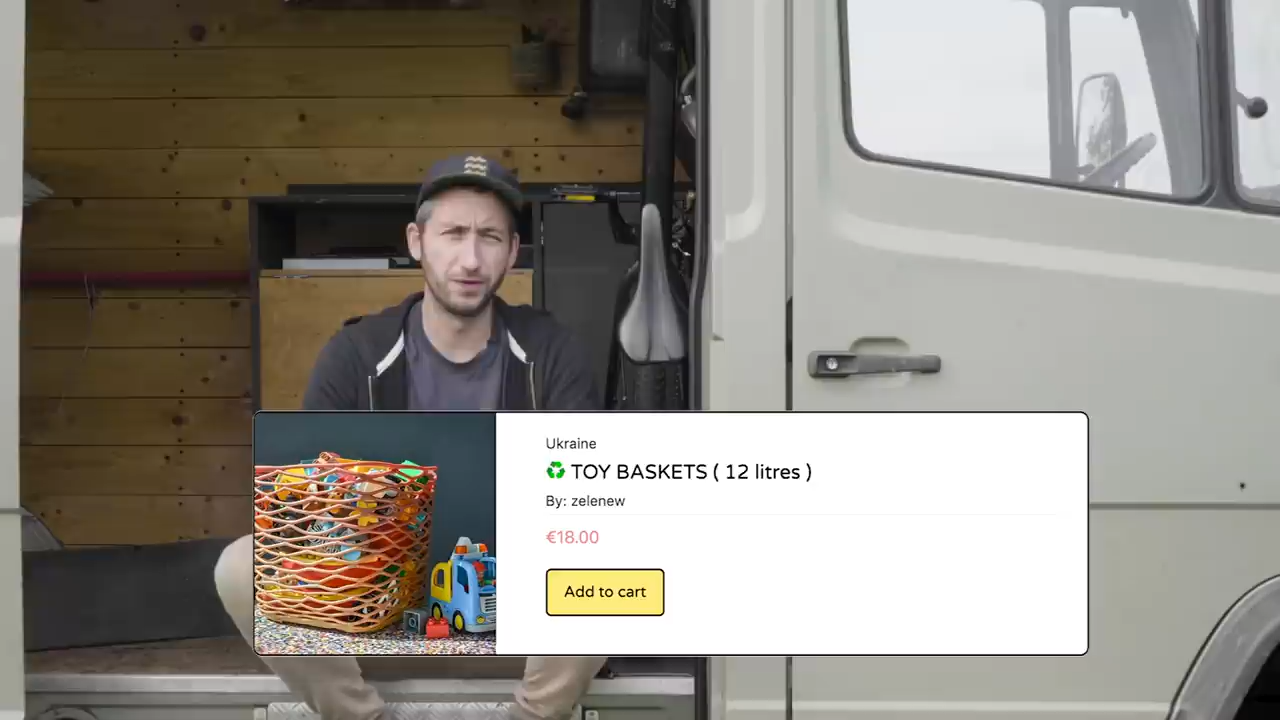 Ukraine
♻ TOY BASKETS ( 12 litres )
By: zelenew
€18.00
Add to cart